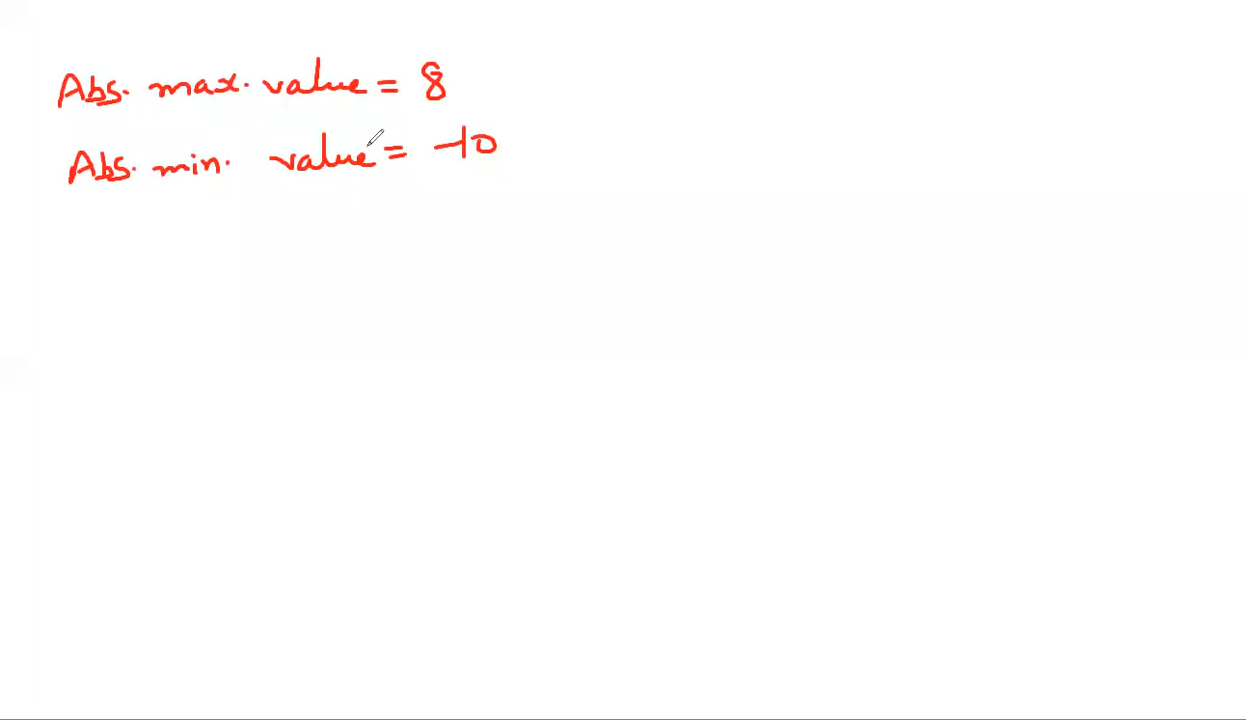 Abs. max. value = 8
Abs. min. value = -10